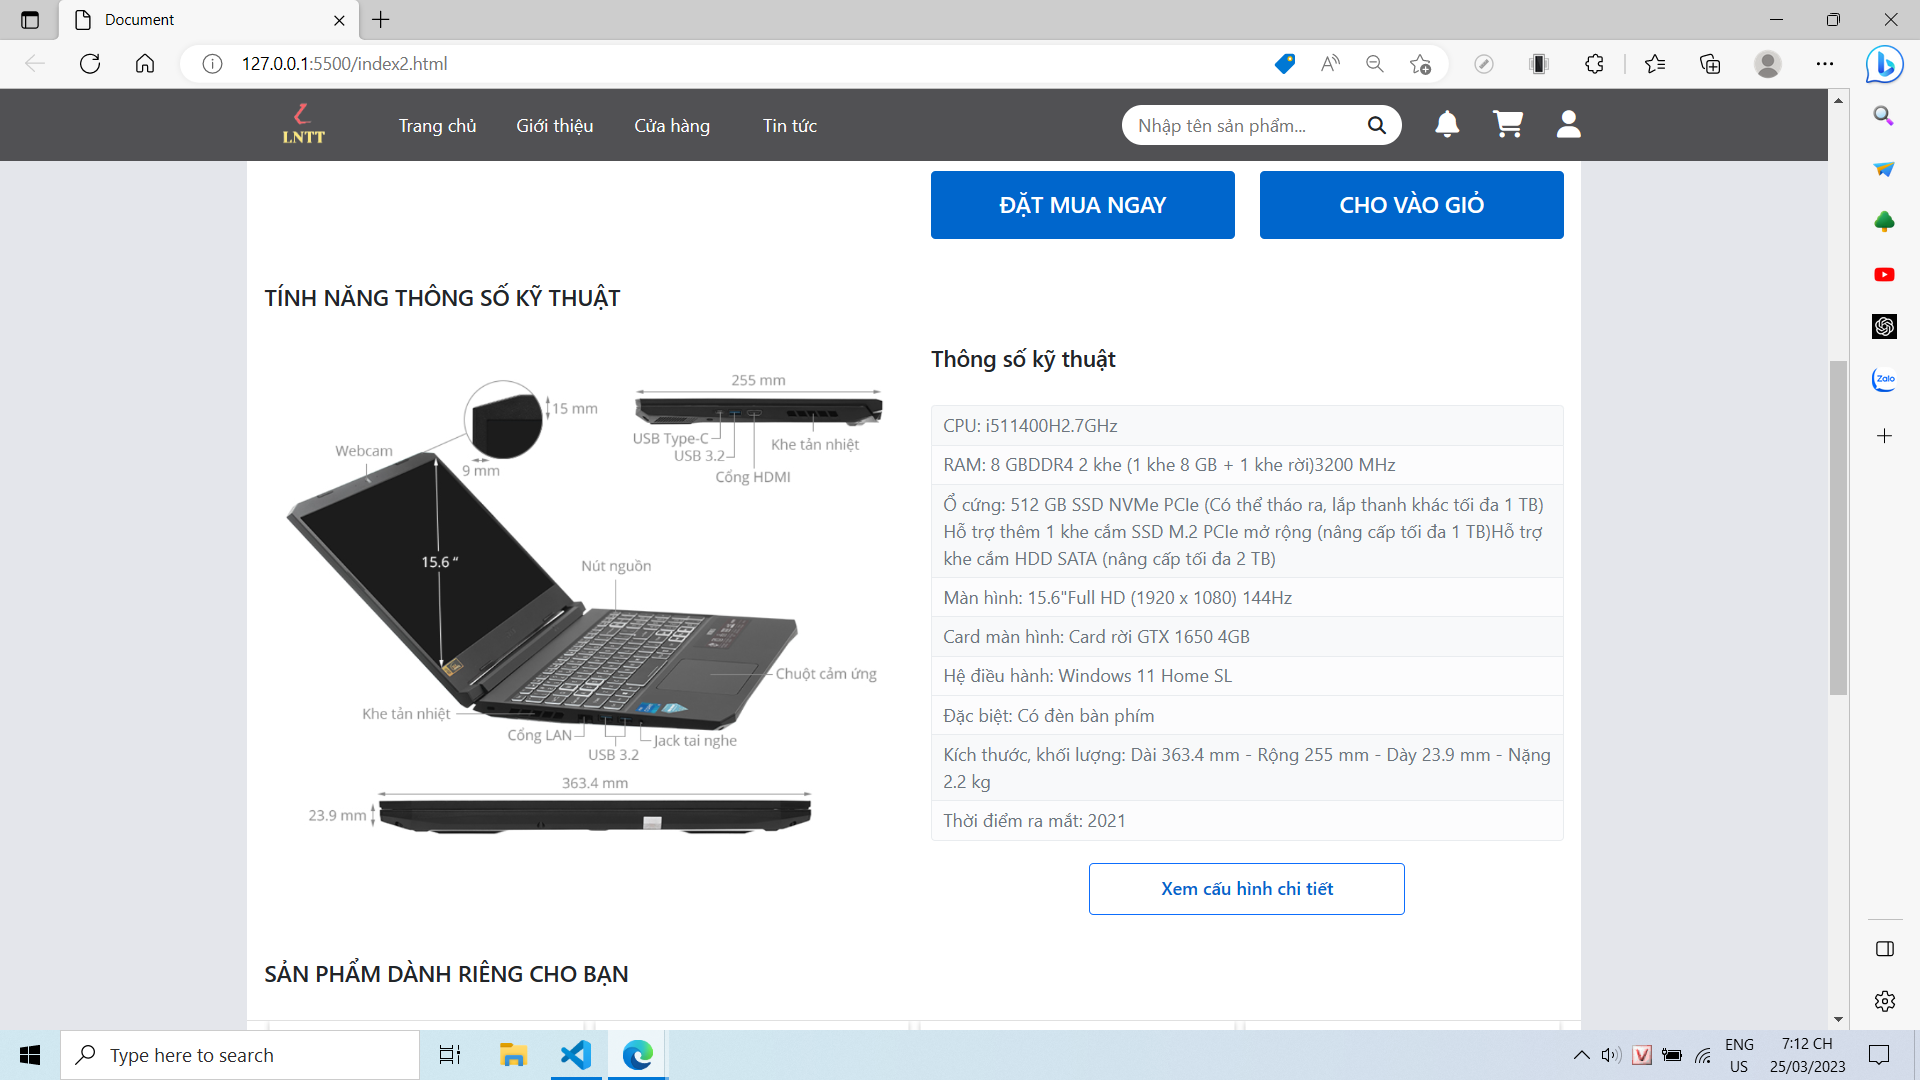 Document
127.0.0.1:5500/index2.html
LNTT
Trang chủ
Giới thiệu
Cửa hàng
Tin tức
Nhập tên sản phẩm...
ĐẶT MUA NGAY
CHO VÀO GIỎ
TÍNH NĂNG THÔNG SỐ KỸ THUẬT
255 mm
15 mm
USB Type-C
USB 3.2
Khe tản nhiệt
Cổng HDMI
Webcam
9 mm
15.6 “
Nút nguồn
Chuột cảm ứng
Khe tản nhiệt
Cổng LAN
USB 3.2
Jack tai nghe
363.4 mm
23.9 mm
Thông số kỹ thuật
CPU: i511400H2.7GHz
RAM: 8 GBDDR4 2 khe (1 khe 8 GB + 1 khe rời)3200 MHz
Ổ cứng: 512 GB SSD NVMe PCIe (Có thể tháo ra, lắp thanh khác tối đa 1 TB)
Hỗ trợ thêm 1 khe cắm SSD M.2 PCIe mở rộng (nâng cấp tối đa 1 TB)Hỗ trợ
khe cắm HDD SATA (nâng cấp tối đa 2 TB)
Màn hình: 15.6"Full HD (1920 x 1080) 144Hz
Card màn hình: Card rời GTX 1650 4GB
Hệ điều hành: Windows 11 Home SL
Đặc biệt: Có đèn bàn phím
Kích thước, khối lượng: Dài 363.4 mm - Rộng 255 mm - Dày 23.9 mm - Nặng
2.2 kg
Thời điểm ra mắt: 2021
Xem cấu hình chi tiết
SẢN PHẨM DÀNH RIÊNG CHO BẠN
Zalo
Type here to search
ENG
US
7:12 CH
25/03/2023